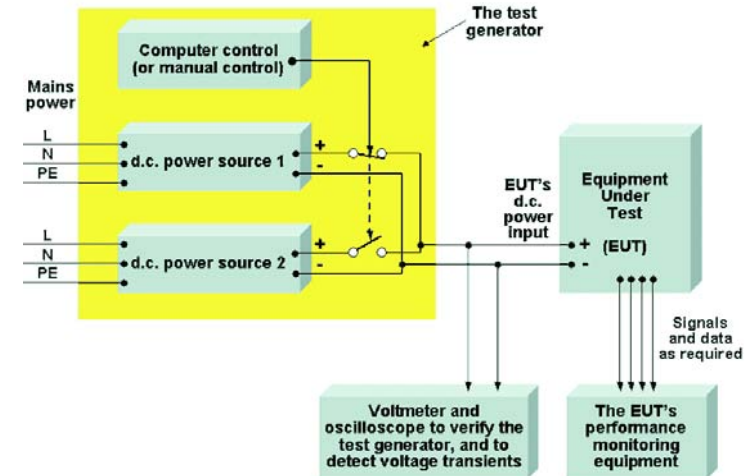 The test
generator
Computer control
(or manual control)
Mains
power
L
N
PE
d.c. power source 1
+
-
L
N
PE
d.c. power source 2
+
-
EUT's
d.c.
power
input
Equipment
Under
Test
+ (EUT)
-
Signals
and data
as required
Voltmeter and
oscilloscope to verify the
test generator, and to
detect voltage transients
The EUT's
performance
monitoring
equipment